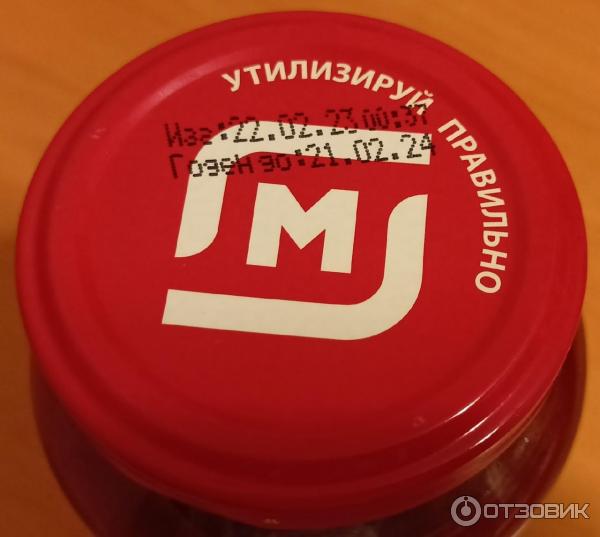 УТИЛИЗИРУЙ ПРАВИЛЬНО
Изг:22.02.23 00:37
Годен до:21.02.24
М
ОТЗОВИК